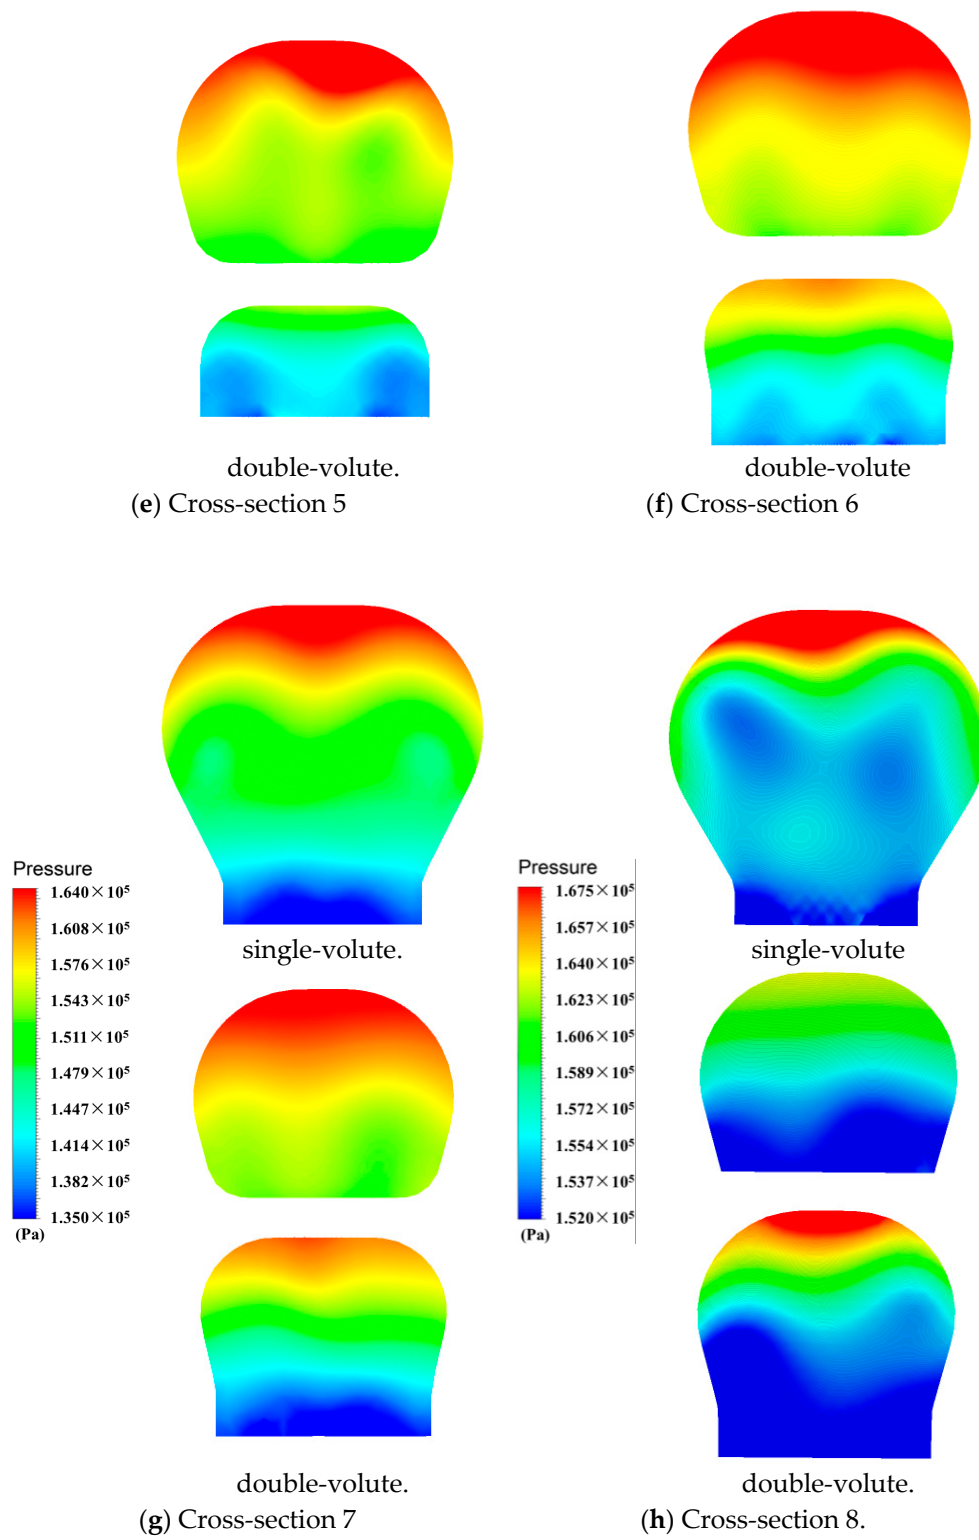 double-volute.
(e) Cross-section 5
double-volute
(f) Cross-section 6
Pressure
1.640×10⁵
1.608×10⁵
1.576×10⁵
1.543×10⁵
1.511×10⁵
1.479×10⁵
1.447×10⁵
1.414×10⁵
1.382×10⁵
1.350×10⁵
(Pa)
single-volute.
double-volute.
(g) Cross-section 7
Pressure
1.675×10⁵
1.657×10⁵
1.640×10⁵
1.623×10⁵
1.606×10⁵
1.589×10⁵
1.572×10⁵
1.554×10⁵
1.537×10⁵
1.520×10⁵
(Pa)
single-volute
double-volute.
(h) Cross-section 8.